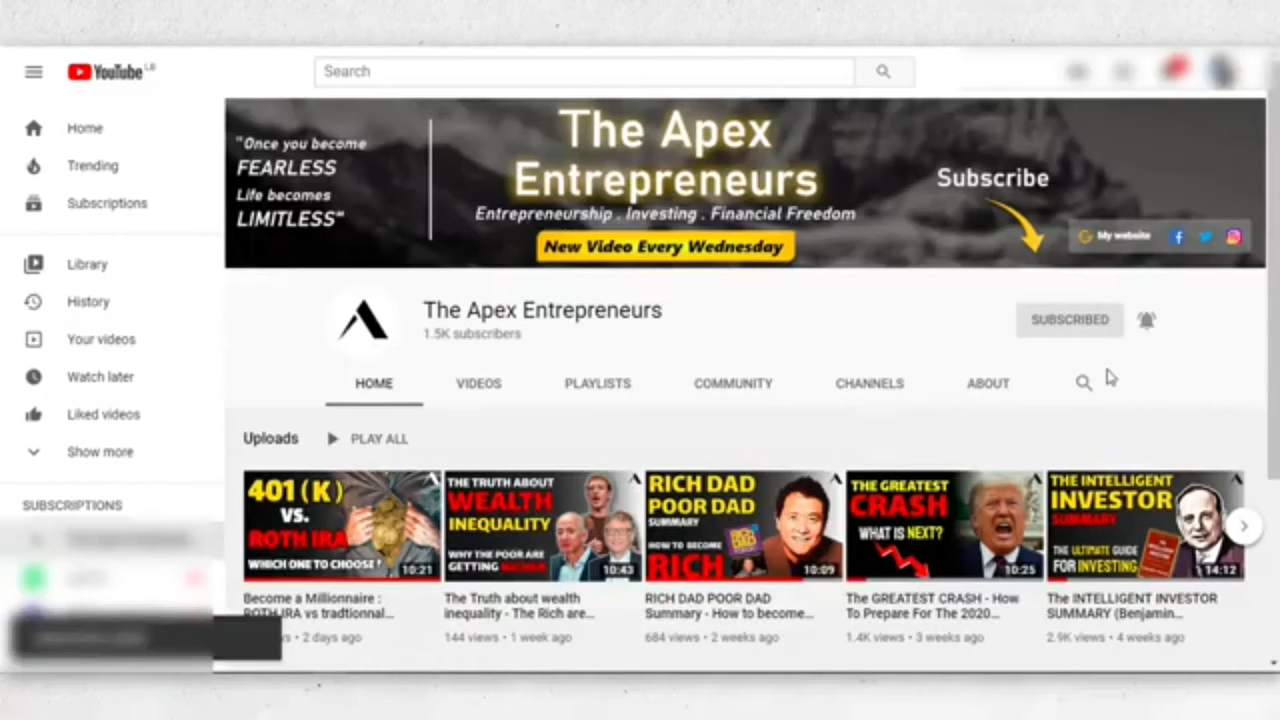 YouTube LB
Search
Home
Trending
Subscriptions
Library
History
Your videos
Watch later
Liked videos
Show more
SUBSCRIPTIONS
"Once you become
FEARLESS
Life becomes
LIMITLESS"
The Apex
Entrepreneurs
Entrepreneurship . Investing . Financial Freedom
New Video Every Wednesday
Subscribe
My website
The Apex Entrepreneurs
1.5K subscribers
SUBSCRIBED
HOME VIDEOS PLAYLISTS COMMUNITY CHANNELS ABOUT
Uploads PLAY ALL
401(K)
VS.
ROTH IRA
WHICH ONE TO CHOOSE!
10:21
Become a Millionnaire :
ROTH IRA vs tradtionnal...
2 days ago
THE TRUTH ABOUT
WEALTH
INEQUALITY
WHY THE POOR ARE
GETTING
10:43
The Truth about wealth
inequality - The Rich are...
144 views • 1 week ago
RICH DAD
POOR DAD
SUMMARY
HOW TO BECOME
RICH
10:09
RICH DAD POOR DAD
Summary - How to become...
684 views • 2 weeks ago
THE GREATEST
CRASH
WHAT IS NEXT?
10:25
The GREATEST CRASH - How
To Prepare For The 2020...
1.4K views • 3 weeks ago
THE INTELLIGENT
INVESTOR
SUMMARY
THE ULTIMATE GUIDE
FOR INVESTING
14:12
The INTELLIGENT INVESTOR
SUMMARY (Benjamin...
2.9K views • 4 weeks ago